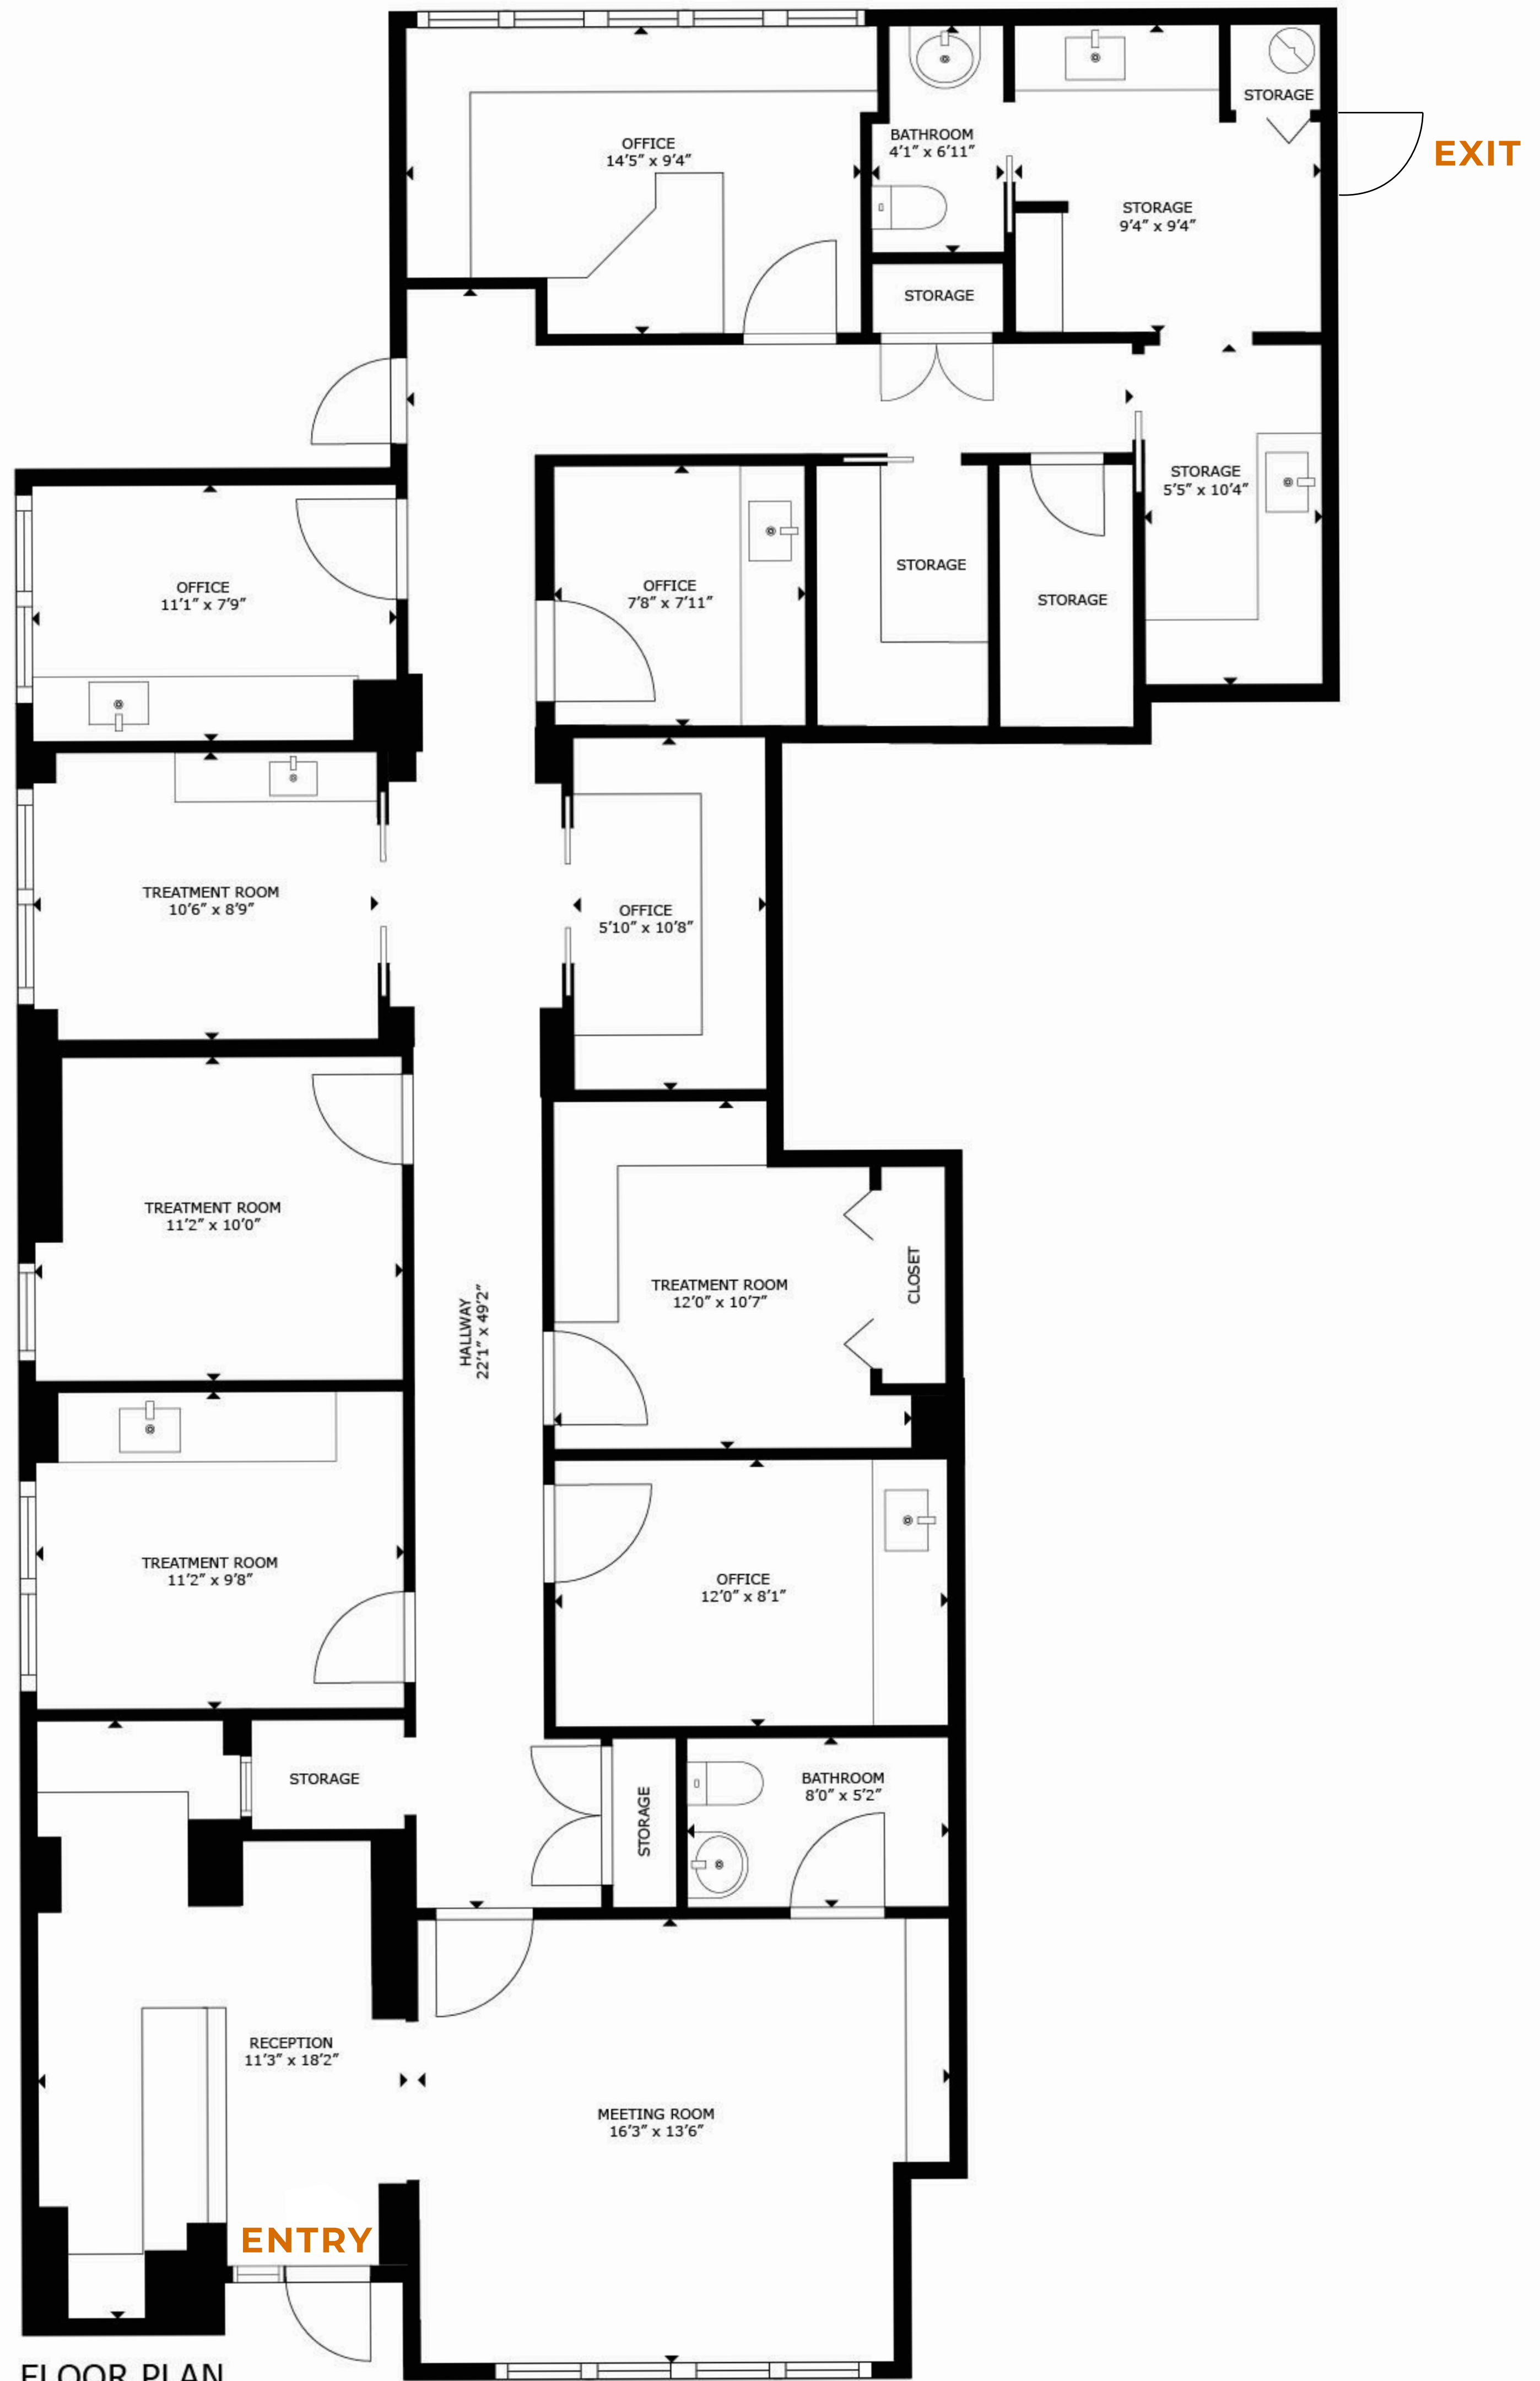 STORAGE
EXIT
BATHROOM
4'1" x 6'11"
OFFICE
14'5" x 9'4"
STORAGE
9'4" x 9'4"
STORAGE
STORAGE
5'5" x 10'4"
OFFICE
11'1" x 7'9"
OFFICE
7'8" x 7'11"
STORAGE
STORAGE
TREATMENT ROOM
10'6" x 8'9"
OFFICE
5'10" x 10'8"
TREATMENT ROOM
11'2" x 10'0"
HALLWAY
22'1" x 49'2"
TREATMENT ROOM
12'0" x 10'7"
CLOSET
TREATMENT ROOM
11'2" x 9'8"
OFFICE
12'0" x 8'1"
STORAGE
STORAGE
BATHROOM
8'0" x 5'2"
RECEPTION
11'3" x 18'2"
MEETING ROOM
16'3" x 13'6"
ENTRY
FLOOR PLAN